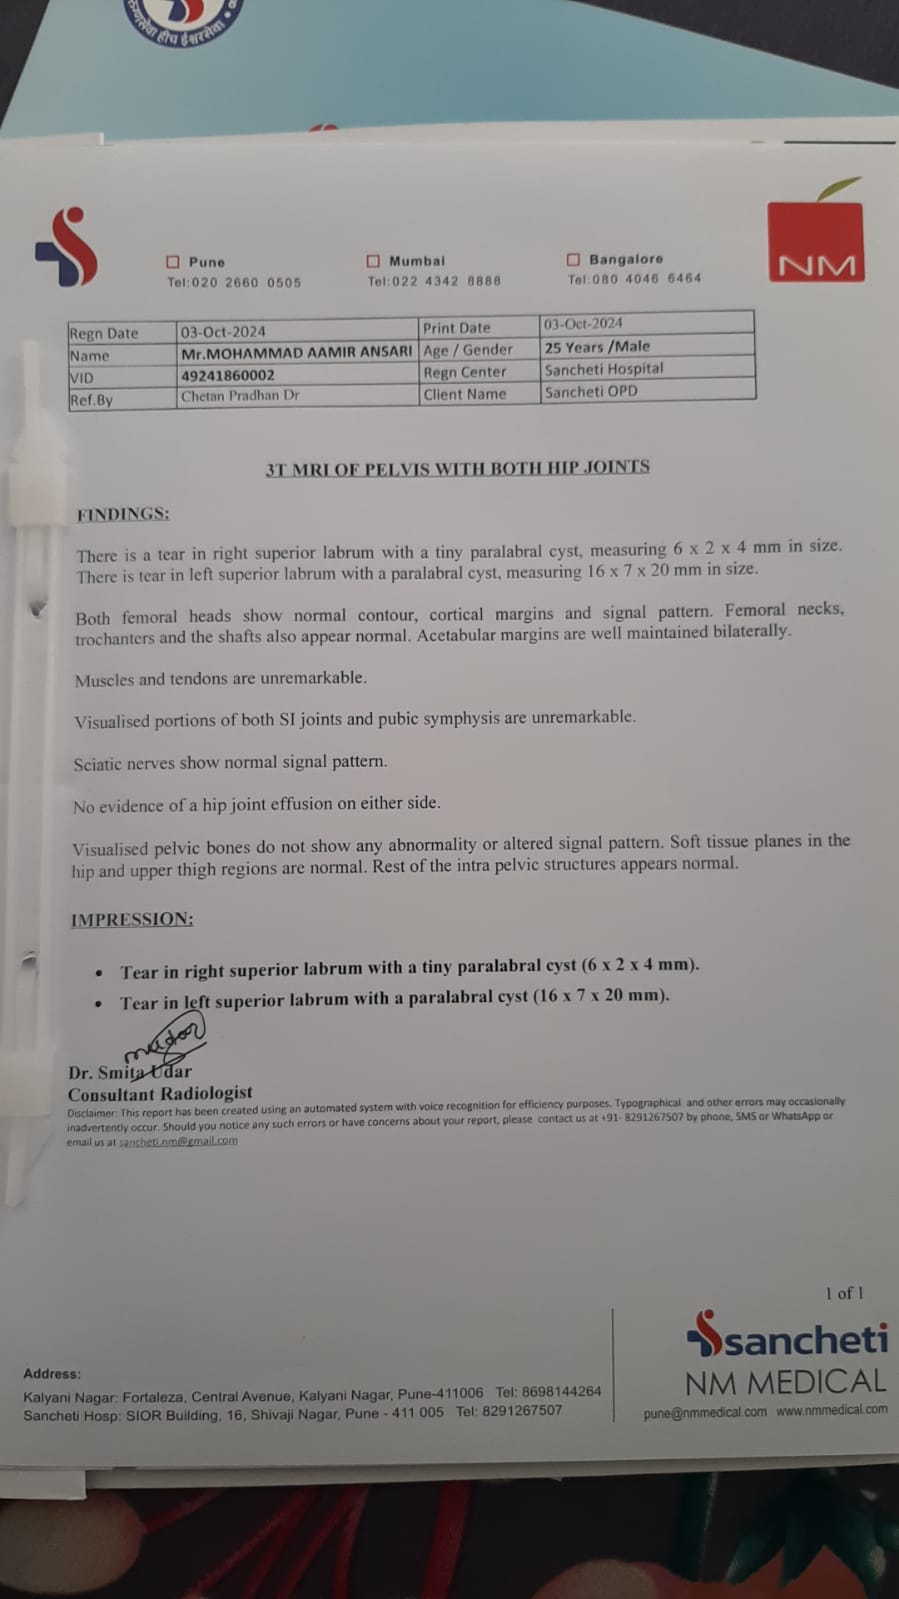 रुग्णसेवा हीच ईश्वरसेवा
Pune
Tel:020 2660 0505
Mumbai
Tel:022 4342 8888
Bangalore
Tel:080 4046 6464
NM
Regn Date 03-Oct-2024 Print Date 03-Oct-2024
Name Mr.MOHAMMAD AAMIR ANSARI Age / Gender 25 Years /Male
VID 49241860002 Regn Center Sancheti Hospital
Ref.By Chetan Pradhan Dr Client Name Sancheti OPD
3T MRI OF PELVIS WITH BOTH HIP JOINTS
FINDINGS:
There is a tear in right superior labrum with a tiny paralabral cyst, measuring 6 x 2 x 4 mm in size.
There is tear in left superior labrum with a paralabral cyst, measuring 16 x 7 x 20 mm in size.
Both femoral heads show normal contour, cortical margins and signal pattern. Femoral necks,
trochanters and the shafts also appear normal. Acetabular margins are well maintained bilaterally.
Muscles and tendons are unremarkable.
Visualised portions of both SI joints and pubic symphysis are unremarkable.
Sciatic nerves show normal signal pattern.
No evidence of a hip joint effusion on either side.
Visualised pelvic bones do not show any abnormality or altered signal pattern. Soft tissue planes in the
hip and upper thigh regions are normal. Rest of the intra pelvic structures appears normal.
IMPRESSION:
• Tear in right superior labrum with a tiny paralabral cyst (6 x 2 x 4 mm).
• Tear in left superior labrum with a paralabral cyst (16 x 7 x 20 mm).
Dr. Smita Udar
Consultant Radiologist
Disclaimer: This report has been created using an automated system with voice recognition for efficiency purposes. Typographical and other errors may occasionally
inadvertently occur. Should you notice any such errors or have concerns about your report, please contact us at +91- 8291267507 by phone, SMS or WhatsApp or
email us at sancheti.nm@gmail.com
1 of 1
sancheti
NM MEDICAL
pune@nmmedical.com www.nmmedical.com
Address:
Kalyani Nagar: Fortaleza, Central Avenue, Kalyani Nagar, Pune-411006 Tel: 8698144264
Sancheti Hosp: SIOR Building, 16, Shivaji Nagar, Pune - 411 005 Tel: 8291267507